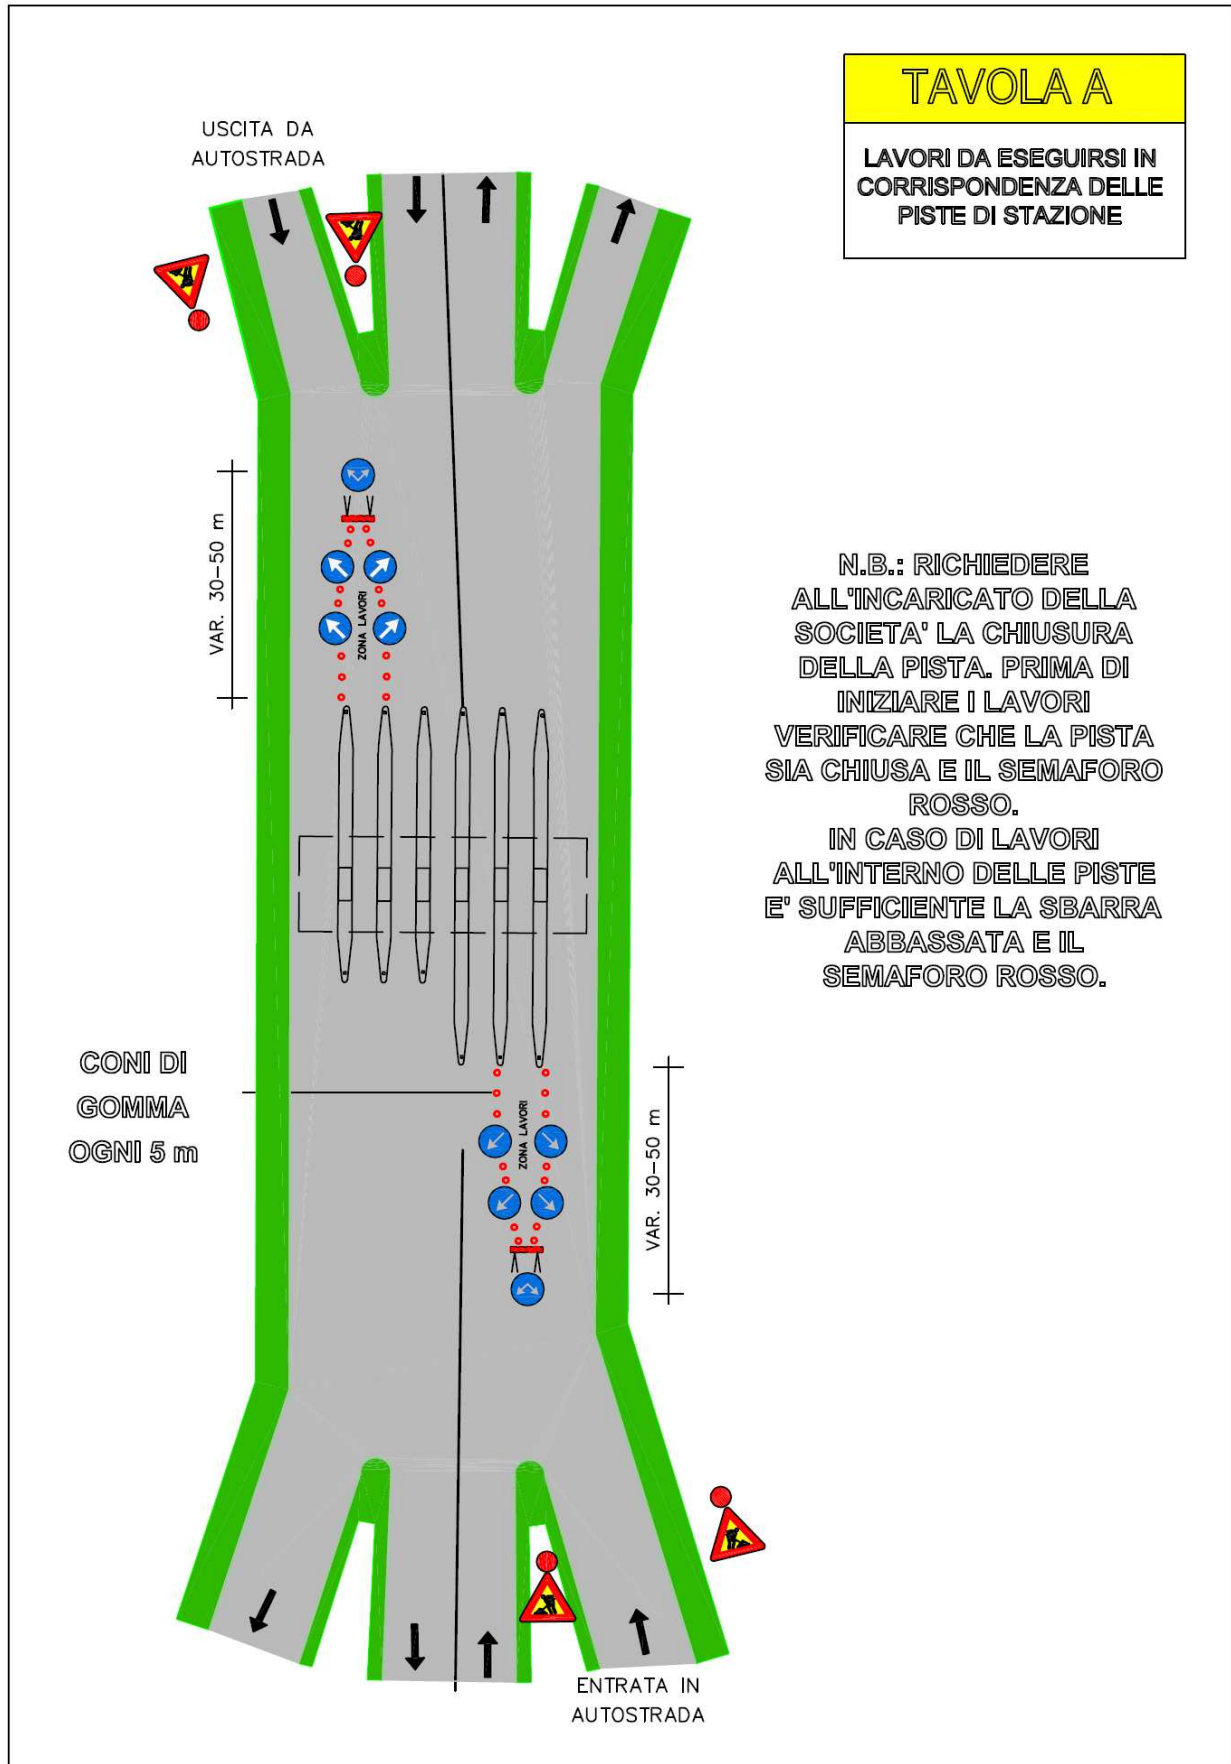 TAVOLA A
LAVORI DA ESEGUIRSI IN
CORRISPONDENZA DELLE
PISTE DI STAZIONE
USCITA DA
AUTOSTRADA
VAR. 30-50 m
ZONA LAVORI
N.B.: RICHIEDERE
ALL'INCARICATO DELLA
SOCIETA' LA CHIUSURA
DELLA PISTA. PRIMA DI
INIZIARE I LAVORI
VERIFICARE CHE LA PISTA
SIA CHIUSA E IL SEMAFORO
ROSSO.
IN CASO DI LAVORI
ALL'INTERNO DELLE PISTE
E' SUFFICIENTE LA SBARRA
ABBASSATA E IL
SEMAFORO ROSSO.
CONI DI
GOMMA
OGNI 5 m
ZONA LAVORI
VAR. 30-50 m
ENTRATA IN
AUTOSTRADA